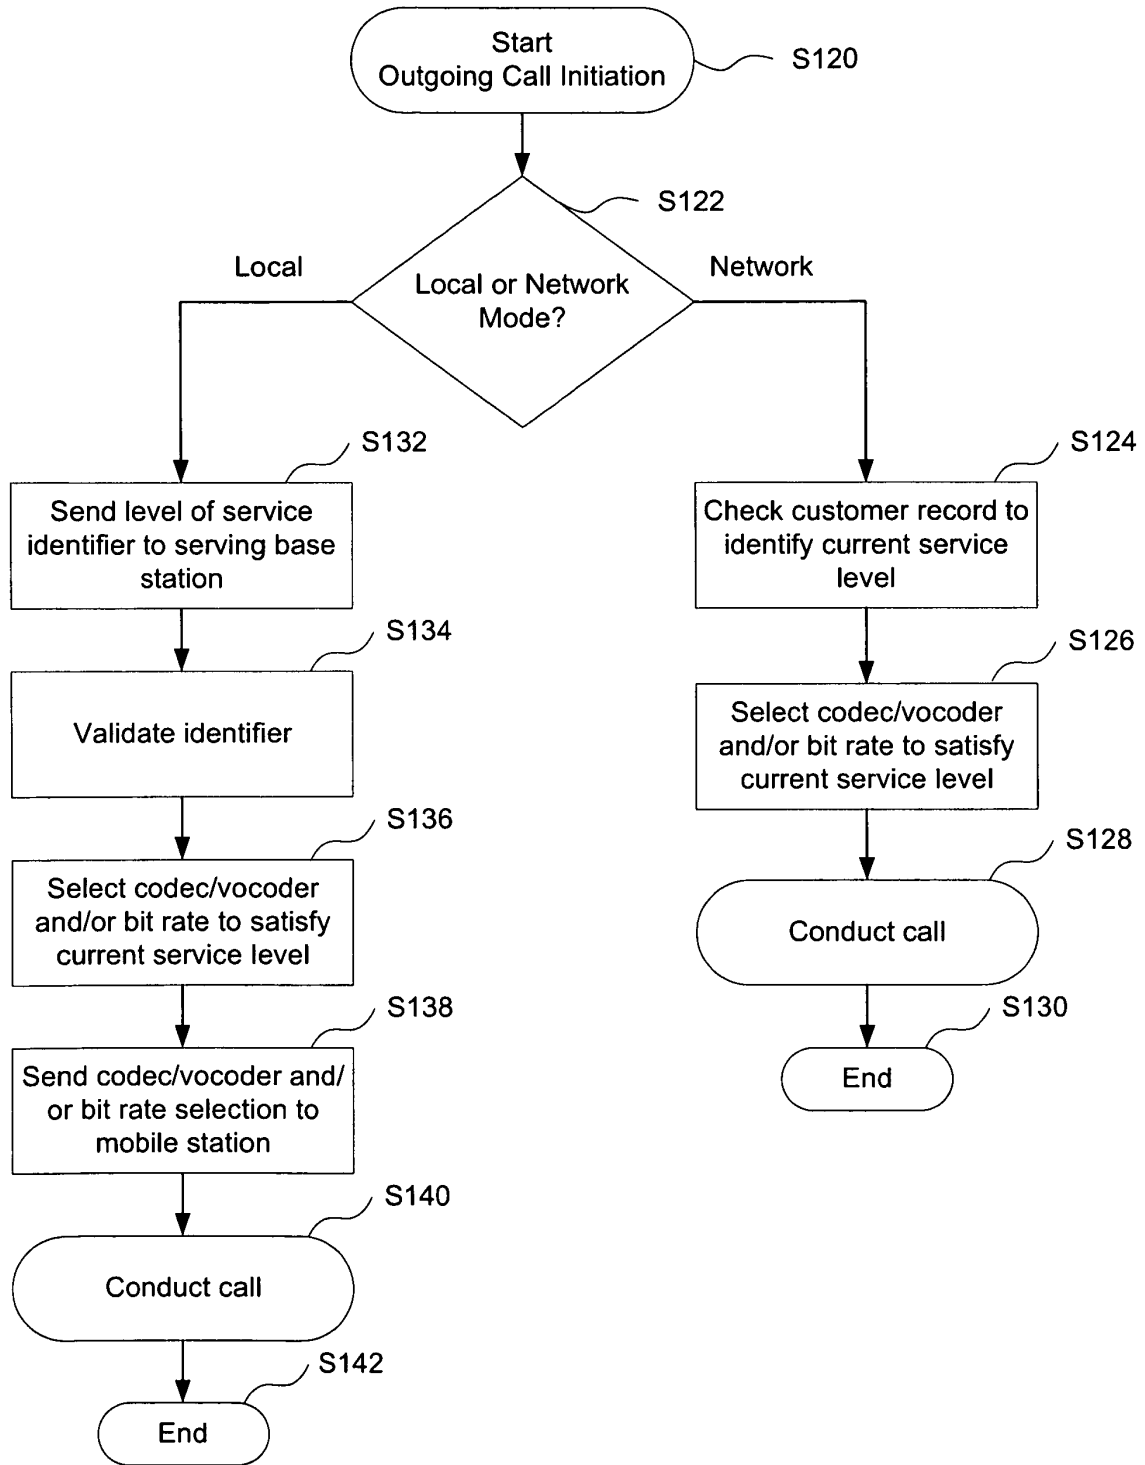 Start
Outgoing Call Initiation
S120
S122
Local
Network
Local or Network
Mode?
S132
Send level of service
identifier to serving base
station
S134
Validate identifier
S136
Select codec/vocoder
and/or bit rate to satisfy
current service level
S138
Send codec/vocoder and/
or bit rate selection to
mobile station
S140
Conduct call
S142
End
S124
Check customer record to
identify current service
level
S126
Select codec/vocoder
and/or bit rate to satisfy
current service level
S128
Conduct call
S130
End